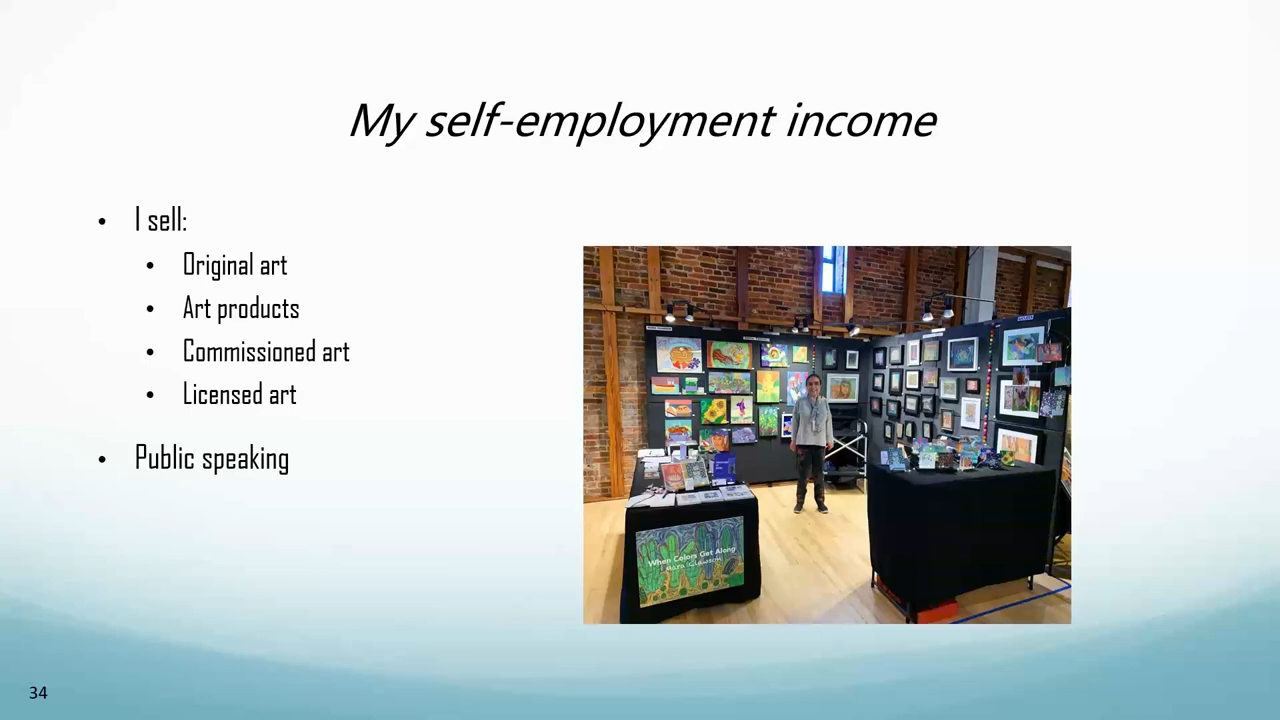 My self-employment income
• I sell:
• Original art
• Art products
• Commissioned art
• Licensed art
• Public speaking
When Colors Get Along
34